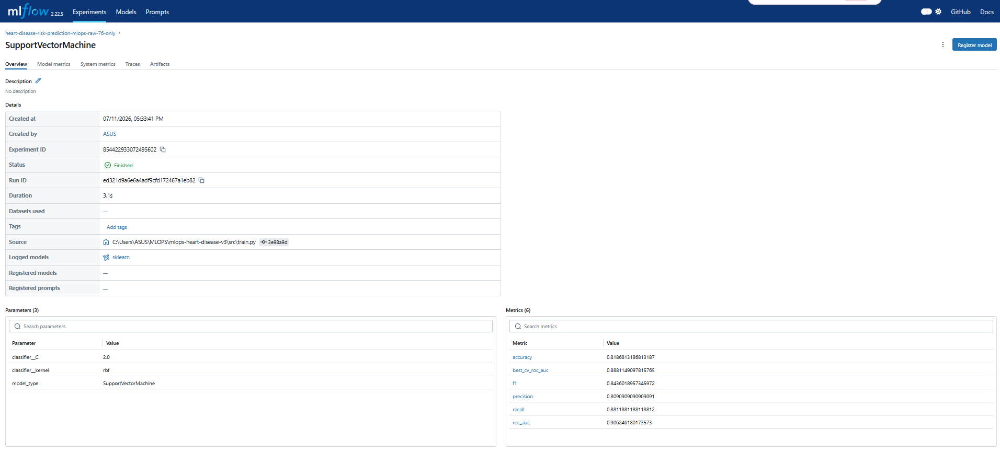 mlflow 2.22.5 Experiments Models Prompts GitHub Docs
heart-disease-risk-prediction-mlops-raw-76-only
SupportVectorMachine
Register model
Overview Model metrics System metrics Traces Artifacts
Description
No description
Details
Created at 07/11/2026, 05:33:41 PM
Created by ASUS
Experiment ID 854422933072495602
Status Finished
Run ID ed321d9a6e6a4adf9cfd172467a1eb82
Duration 3.1s
Datasets used —
Tags Add tags
Source C:\Users\ASUS\MLOPS\mlops-heart-disease-v3\src\train.py 3e98a9d
Logged models sklearn
Registered models —
Registered prompts —
Parameters (3)
Search parameters
Parameter Value
classifier__C 2.0
classifier__kernel rbf
model_type SupportVectorMachine
Metrics (6)
Search metrics
Metric Value
accuracy 0.8186813186813187
best_cv_roc_auc 0.8881149097815765
f1 0.8436018957345972
precision 0.8090909090909091
recall 0.8811881188118812
roc_auc 0.906246180173573